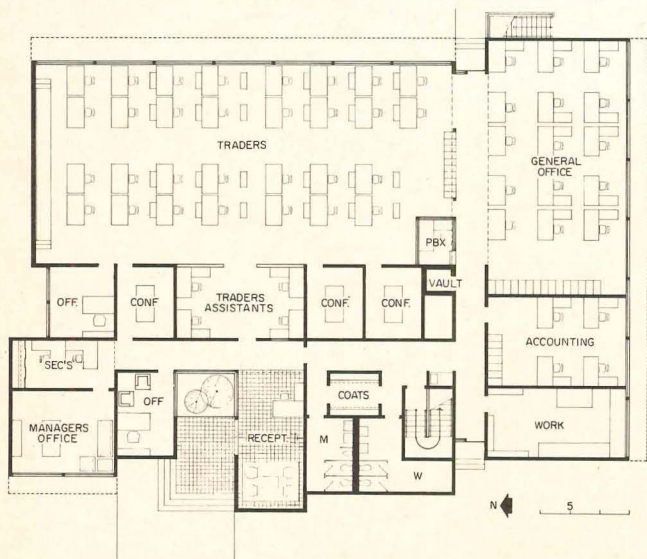 TRADERS
GENERAL
OFFICE
PBX
OFF.
CONF
TRADERS
ASSISTANTS
CONF.
CONF.
VAULT
ACCOUNTING
SEC'S
OFF
COATS
MANAGERS
OFFICE
RECEPT.
M
WORK
W
N
5